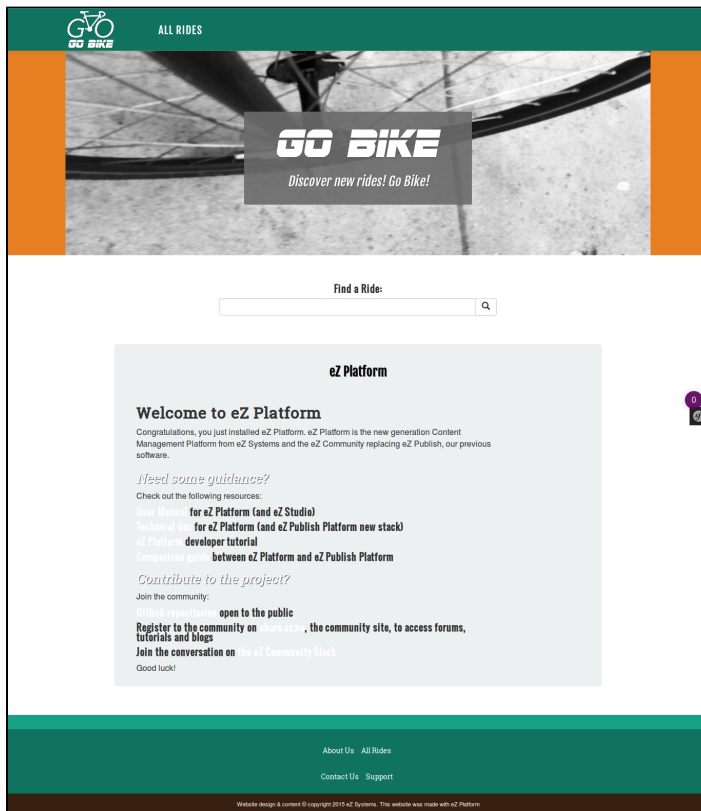 GO BIKE
ALL RIDES
GO BIKE
Discover new rides! Go Bike!
Find a Ride:
eZ Platform
Welcome to eZ Platform
Congratulations, you just installed eZ Platform. eZ Platform is the new generation Content
Management Platform from eZ Systems and the eZ Community replacing eZ Publish, our previous
software.
Need some guidance?
Check out the following resources:
User Manual for eZ Platform (and eZ Studio)
Technical doc for eZ Platform (and eZ Publish Platform new stack)
eZ Platform developer tutorial
Comparison guide between eZ Platform and eZ Publish Platform
Contribute to the project?
Join the community:
Github repositories open to the public
Register to the community on share.ez.no, the community site, to access forums,
tutorials and blogs
Join the conversation on the eZ Community Slack
Good luck!
0
About Us All Rides
Contact Us Support
Website design & content © copyright 2015 eZ Systems. This website was made with eZ Platform